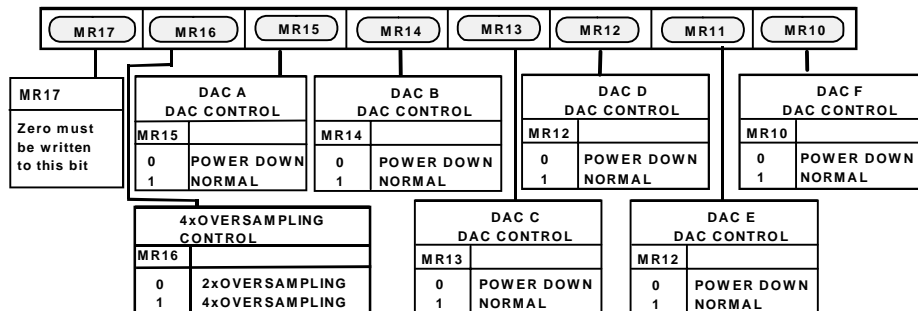 MR17 MR16 MR15 MR14 MR13 MR12 MR11 MR10
MR17
Zero must
be written
to this bit
DAC A
DAC CONTROL
MR15
0 POWER DOWN
1 NORMAL
DAC B
DAC CONTROL
MR14
0 POWER DOWN
1 NORMAL
DAC D
DAC CONTROL
MR12
0 POWER DOWN
1 NORMAL
DAC F
DAC CONTROL
MR10
0 POWER DOWN
1 NORMAL
4xOVERSAMPLING
CONTROL
MR16
0 2xOVERSAMPLING
1 4xOVERSAMPLING
DAC C
DAC CONTROL
MR13
0 POWER DOWN
1 NORMAL
DAC E
DAC CONTROL
MR12
0 POWER DOWN
1 NORMAL